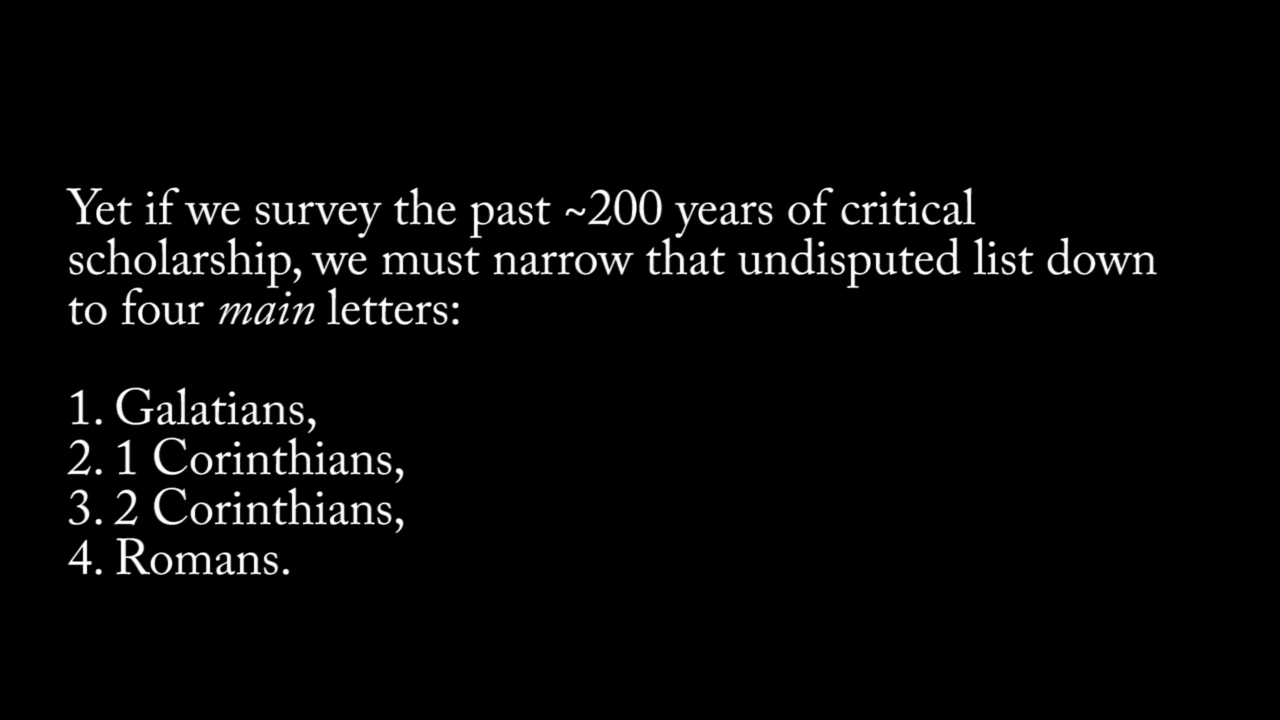 Yet if we survey the past ~200 years of critical
scholarship, we must narrow that undisputed list down
to four main letters:
1. Galatians,
2. 1 Corinthians,
3. 2 Corinthians,
4. Romans.